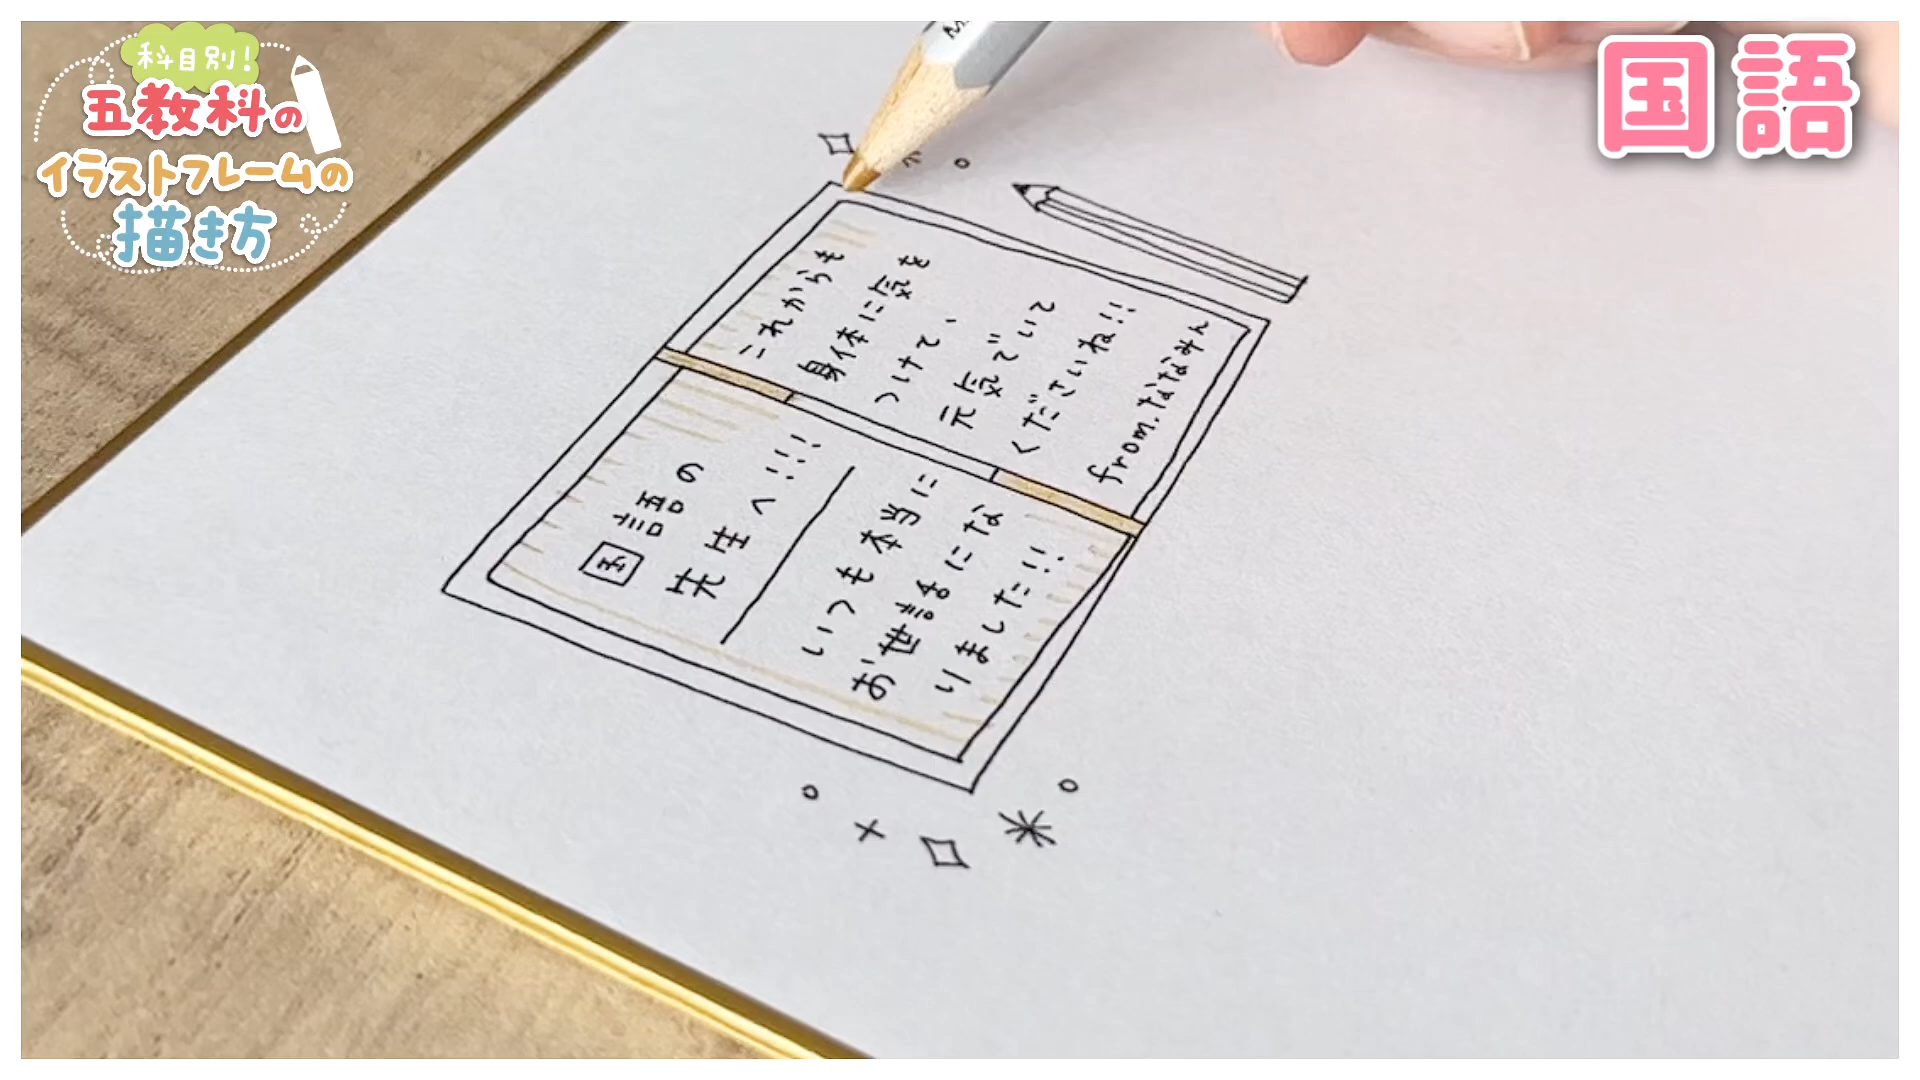 科目別!
五教科の
イラストフレームの
描き方
国語
国語の
先生へ!!!
いつも本当に
お世話にな
りました!!
これからも
身体に気を
つけて、
元気でいて
くださいね!!
from.ななみん